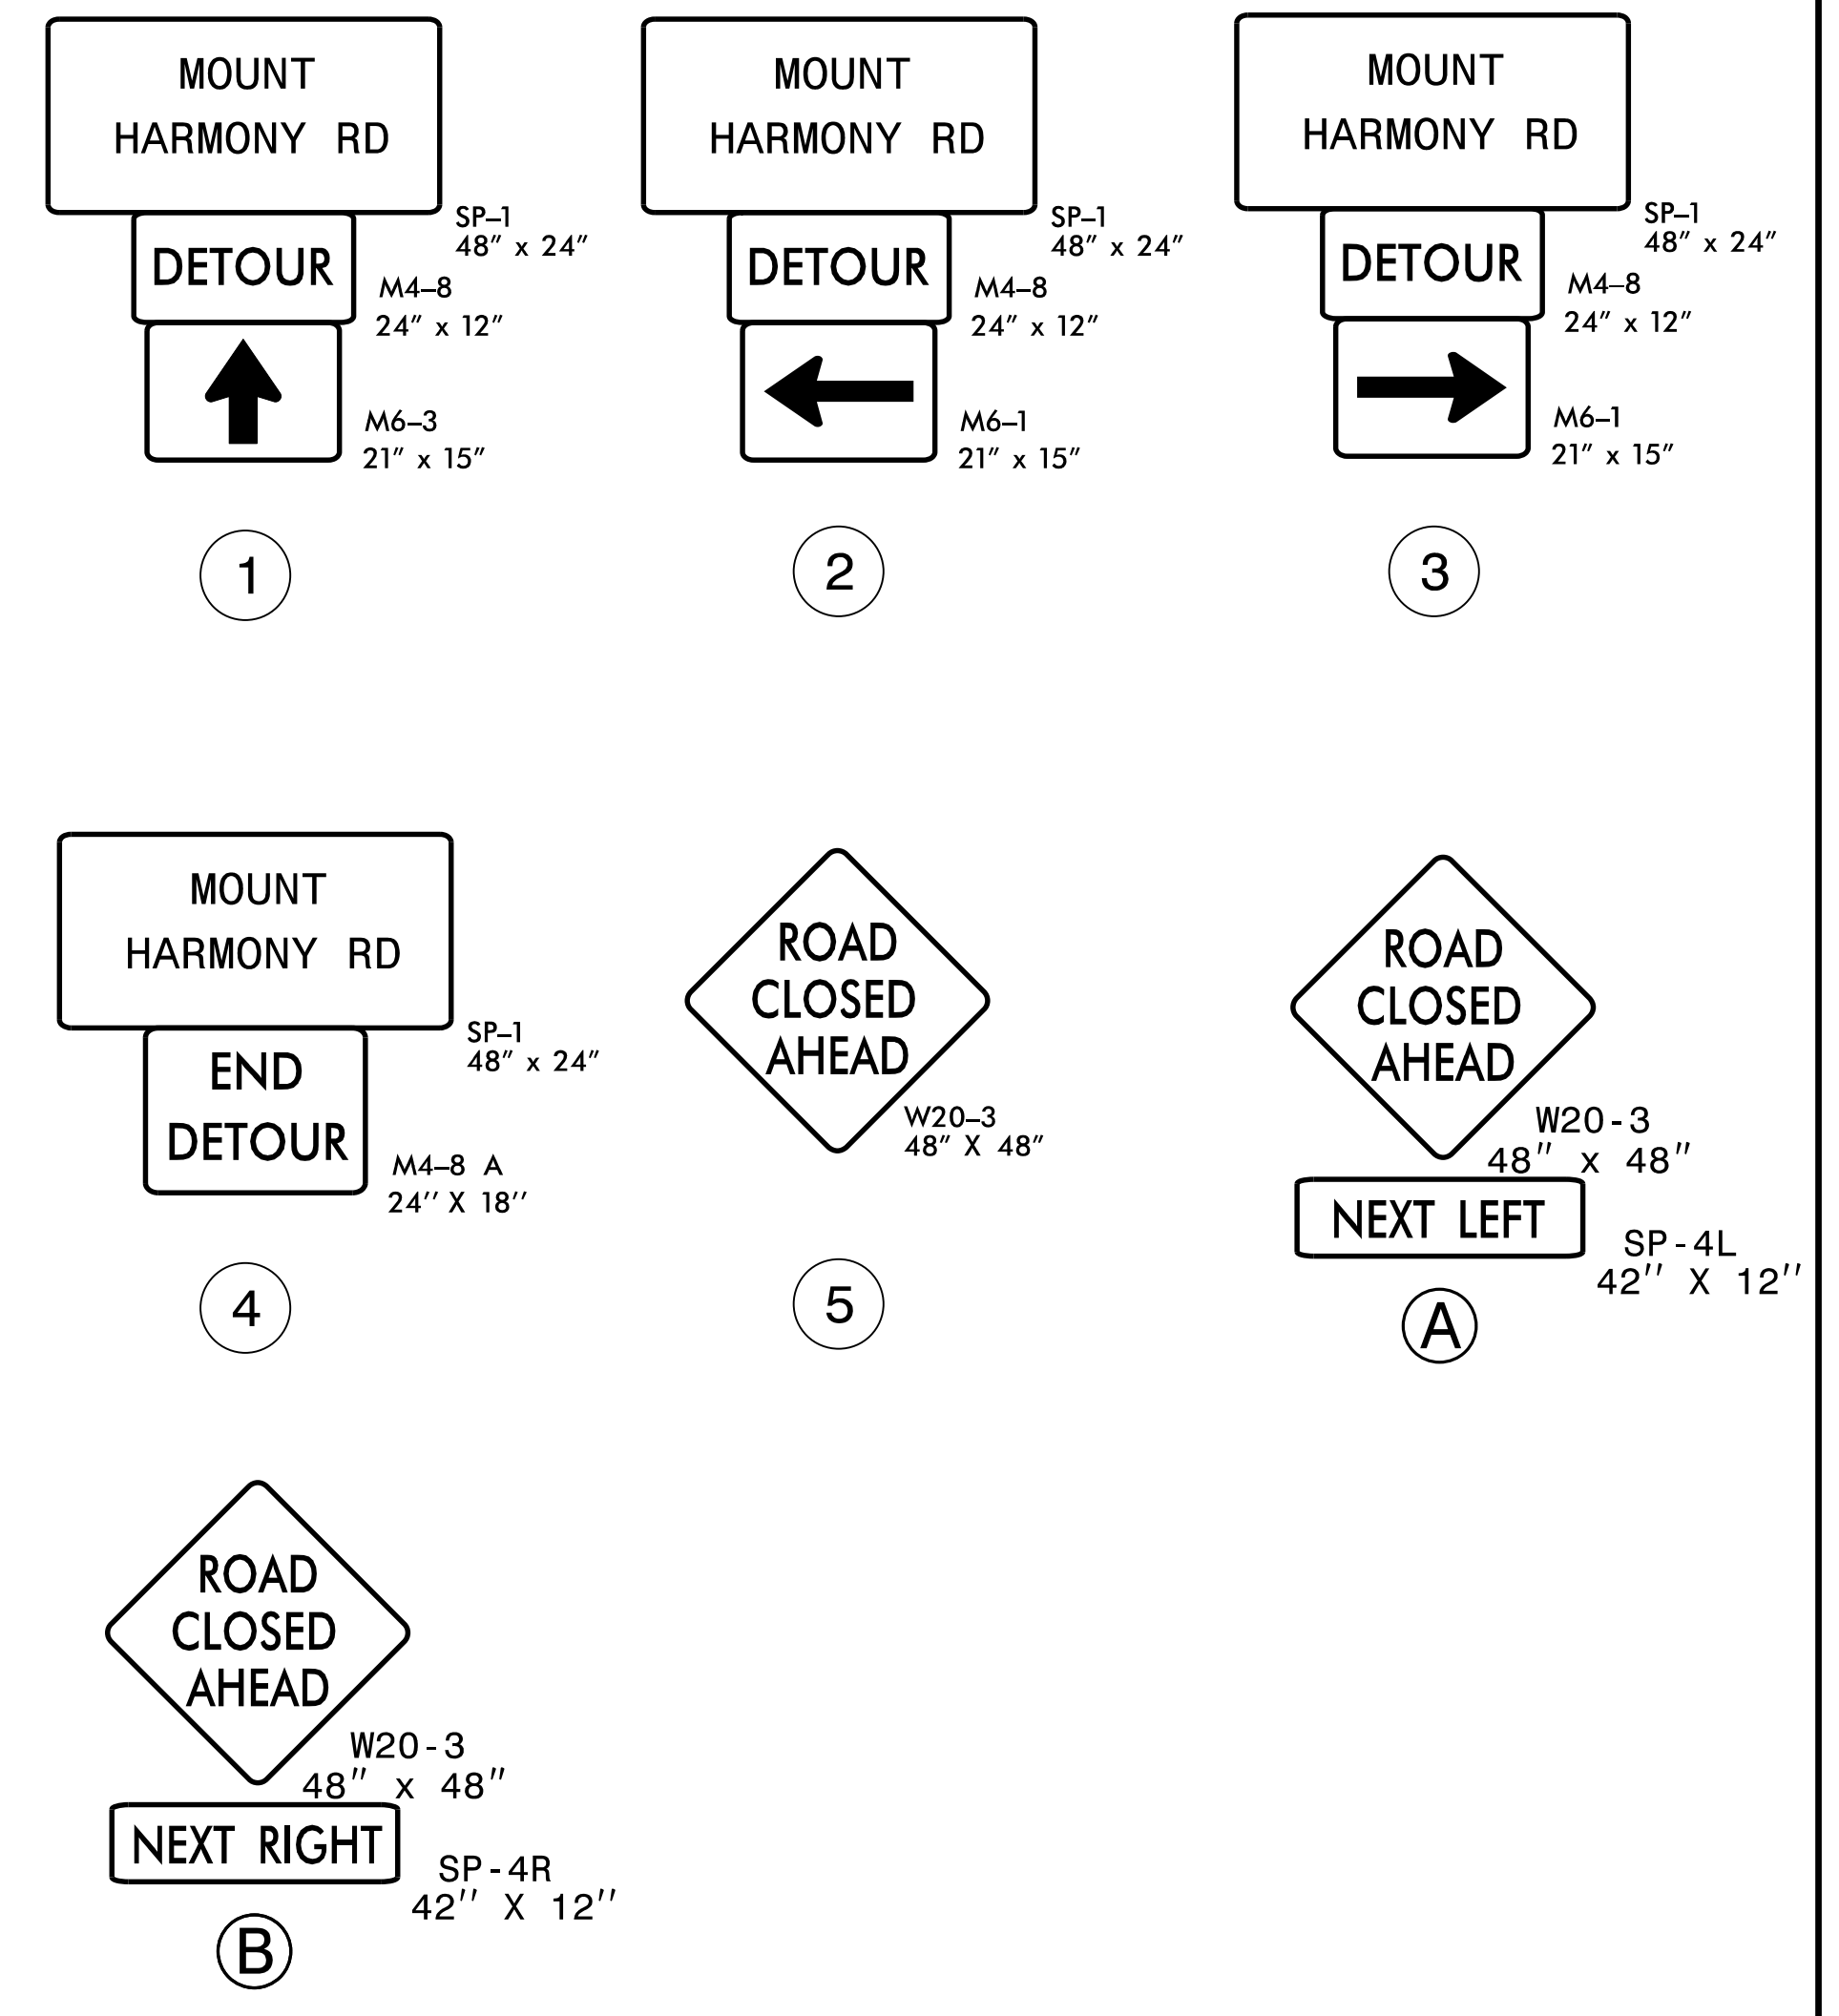 MOUNT
HARMONY RD
SP–1
48" x 24"
DETOUR
M4–8
24" x 12"
M6–3
21" x 15"
1
MOUNT
HARMONY RD
SP–1
48" x 24"
DETOUR
M4–8
24" x 12"
M6–1
21" x 15"
2
MOUNT
HARMONY RD
SP–1
48" x 24"
DETOUR
M4–8
24" x 12"
M6–1
21" x 15"
3
MOUNT
HARMONY RD
SP–1
48" x 24"
END
DETOUR
M4–8 A
24'' X 18''
4
ROAD
CLOSED
AHEAD
W20–3
48" X 48"
5
ROAD
CLOSED
AHEAD
W20-3
48" x 48"
NEXT LEFT
SP-4L
42'' X 12''
A
ROAD
CLOSED
AHEAD
W20-3
48" x 48"
NEXT RIGHT
SP-4R
42'' X 12''
B